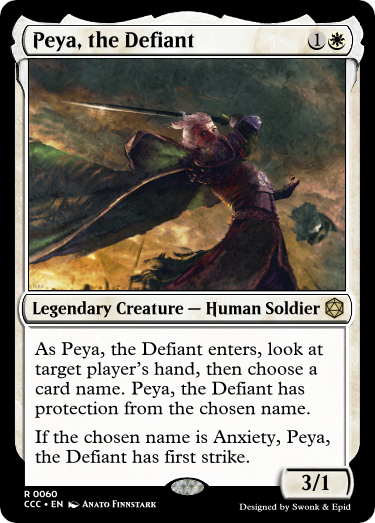 Peya, the Defiant
1
Legendary Creature — Human Soldier
As Peya, the Defiant enters, look at
target player's hand, then choose a
card name. Peya, the Defiant has
protection from the chosen name.
If the chosen name is Anxiety, Peya,
the Defiant has first strike.
3/1
R 0060
CCC • EN ANATO FINNSTARK
Designed by Swonk & Epid